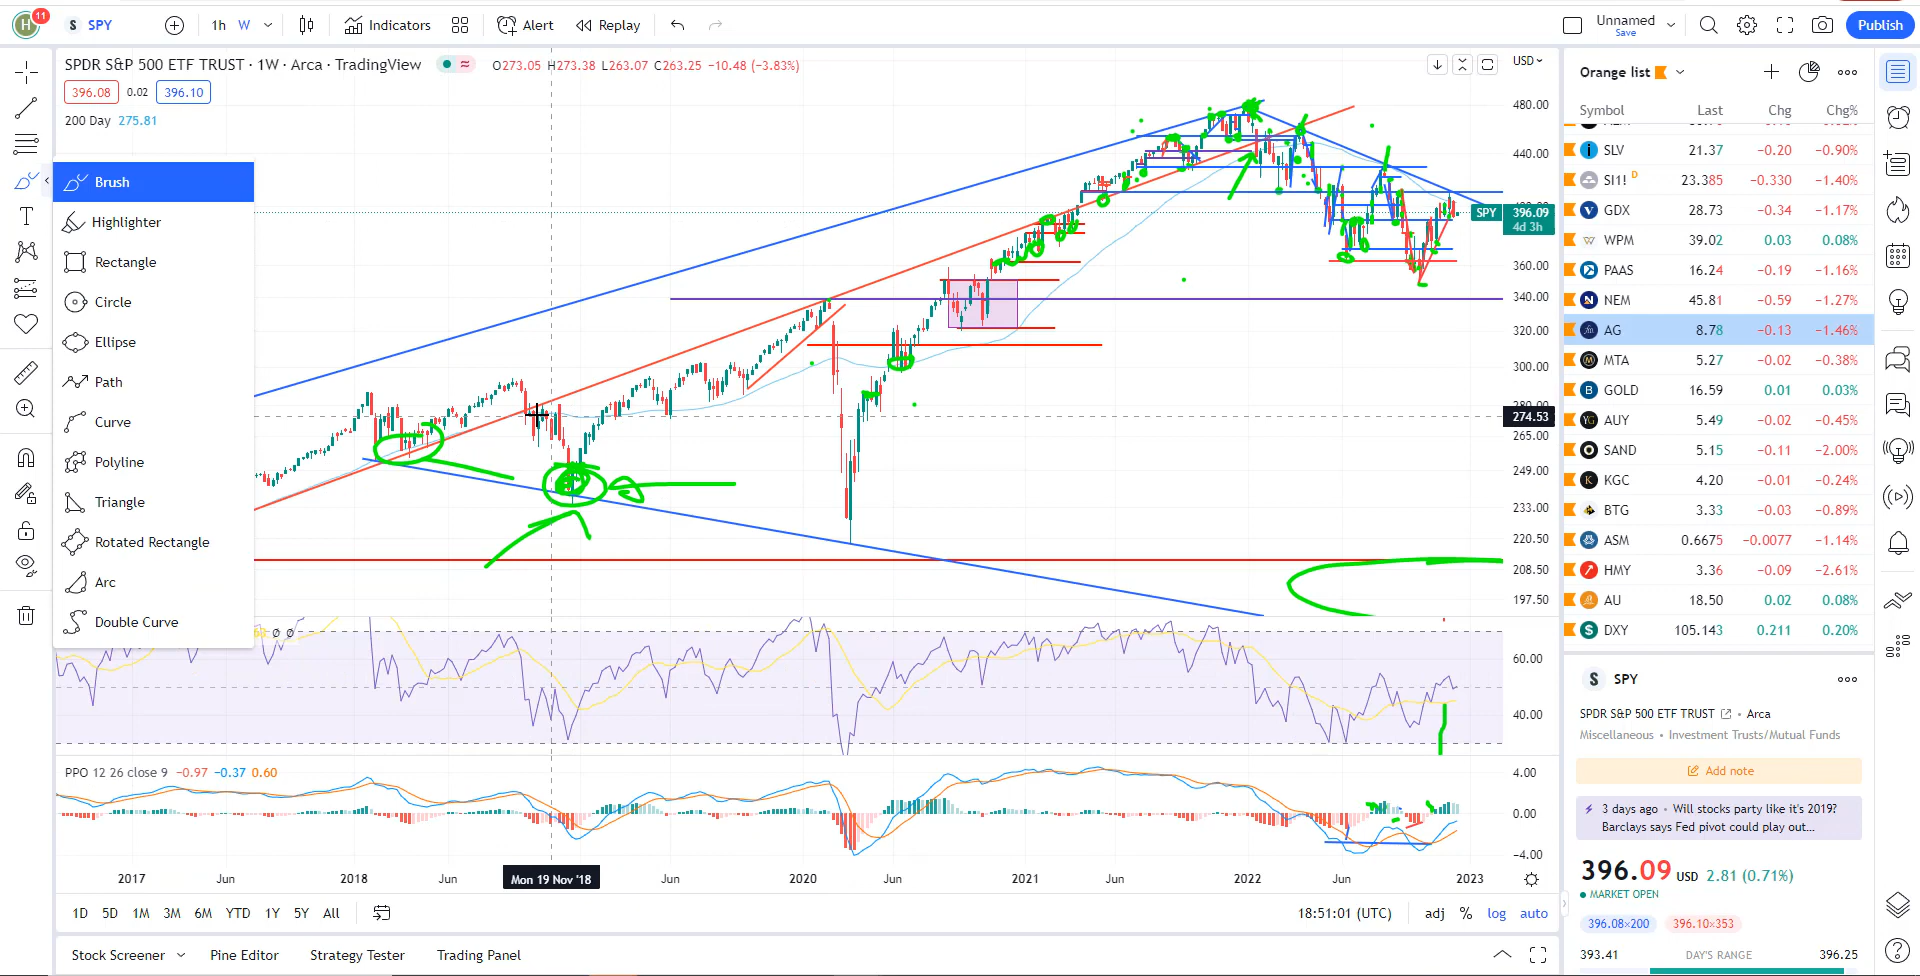 H 11 S SPY 1h W Indicators Alert Replay Unnamed Save Publish
SPDR S&P 500 ETF TRUST · 1W · Arca · TradingView O273.05 H273.38 L263.07 C263.25 −10.48 (−3.83%) USD
396.08 0.02 396.10
200 Day 275.81
Brush
Highlighter
Rectangle
Circle
Ellipse
Path
Curve
Polyline
Triangle
Rotated Rectangle
Arc
Double Curve
480.00
440.00
SPY 396.09
4d 3h
360.00
340.00
320.00
300.00
274.53
265.00
249.00
233.00
220.50
208.50
197.50
60.00
40.00
PPO 12 26 close 9 −0.97 −0.37 0.60
4.00
0.00
−4.00
2017 Jun 2018 Jun Mon 19 Nov '18 Jun 2020 Jun 2021 Jun 2022 Jun 2023
1D 5D 1M 3M 6M YTD 1Y 5Y All 18:51:01 (UTC) adj % log auto
Stock Screener Pine Editor Strategy Tester Trading Panel
Orange list
Symbol Last Chg Chg%
SLV 21.37 −0.20 −0.90%
SI1! D 23.385 −0.330 −1.40%
GDX 28.73 −0.34 −1.17%
WPM 39.02 0.03 0.08%
PAAS 16.24 −0.19 −1.16%
NEM 45.81 −0.59 −1.27%
AG 8.78 −0.13 −1.46%
MTA 5.27 −0.02 −0.38%
GOLD 16.59 0.01 0.03%
AUY 5.49 −0.02 −0.45%
SAND 5.15 −0.11 −2.00%
KGC 4.20 −0.01 −0.24%
BTG 3.33 −0.03 −0.89%
ASM 0.6675 −0.0077 −1.14%
HMY 3.36 −0.09 −2.61%
AU 18.50 0.02 0.08%
DXY 105.143 0.211 0.20%
S SPY
SPDR S&P 500 ETF TRUST • Arca
Miscellaneous • Investment Trusts/Mutual Funds
Add note
3 days ago • Will stocks party like it's 2019?
Barclays says Fed pivot could play out...
396.09 USD 2.81 (0.71%)
MARKET OPEN
396.08×200 396.10×353
393.41 DAY'S RANGE 396.25